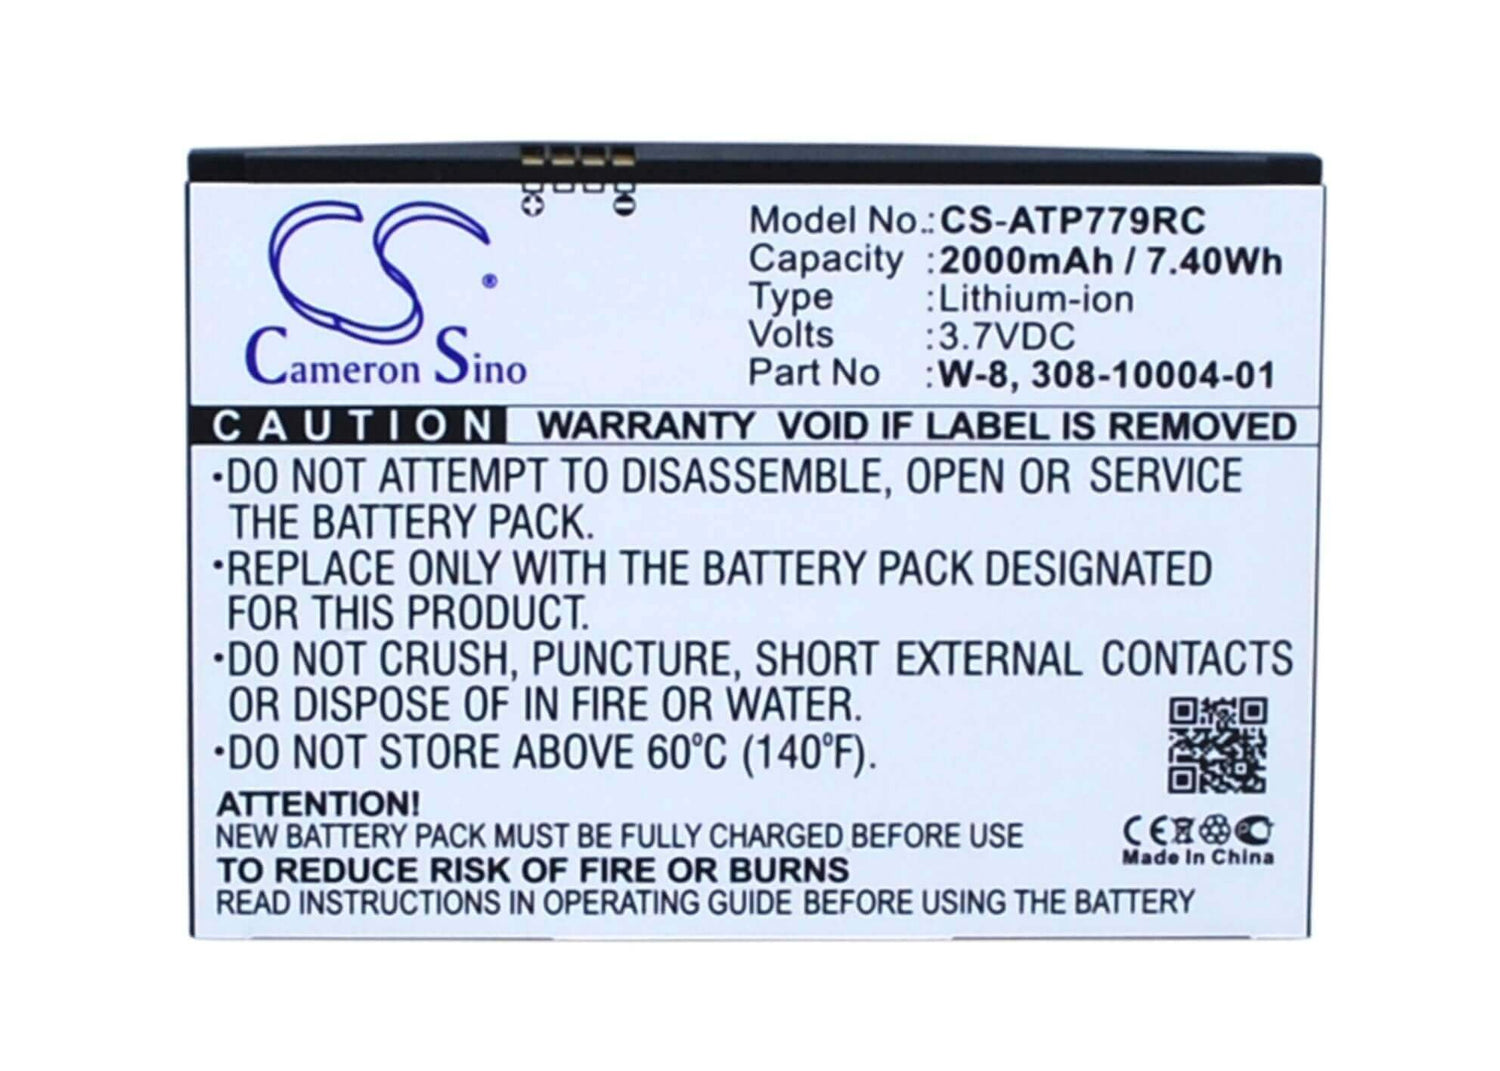 CS ®
Cameron Sino
Model No.: CS-ATP779RC
Capacity : 2000mAh / 7.40Wh
Type : Lithium-ion
Volts : 3.7VDC
Part No : W-8, 308-10004-01
CAUTION WARRANTY VOID IF LABEL IS REMOVED
•DO NOT ATTEMPT TO DISASSEMBLE, OPEN OR SERVICE
THE BATTERY PACK.
•REPLACE ONLY WITH THE BATTERY PACK DESIGNATED
FOR THIS PRODUCT.
•DO NOT CRUSH, PUNCTURE, SHORT EXTERNAL CONTACTS
OR DISPOSE OF IN FIRE OR WATER.
•DO NOT STORE ABOVE 60°C (140°F).
ATTENTION!
NEW BATTERY PACK MUST BE FULLY CHARGED BEFORE USE
TO REDUCE RISK OF FIRE OR BURNS
READ INSTRUCTIONS IN OPERATING GUIDE BEFORE USING THE BATTERY
CE
Made In China